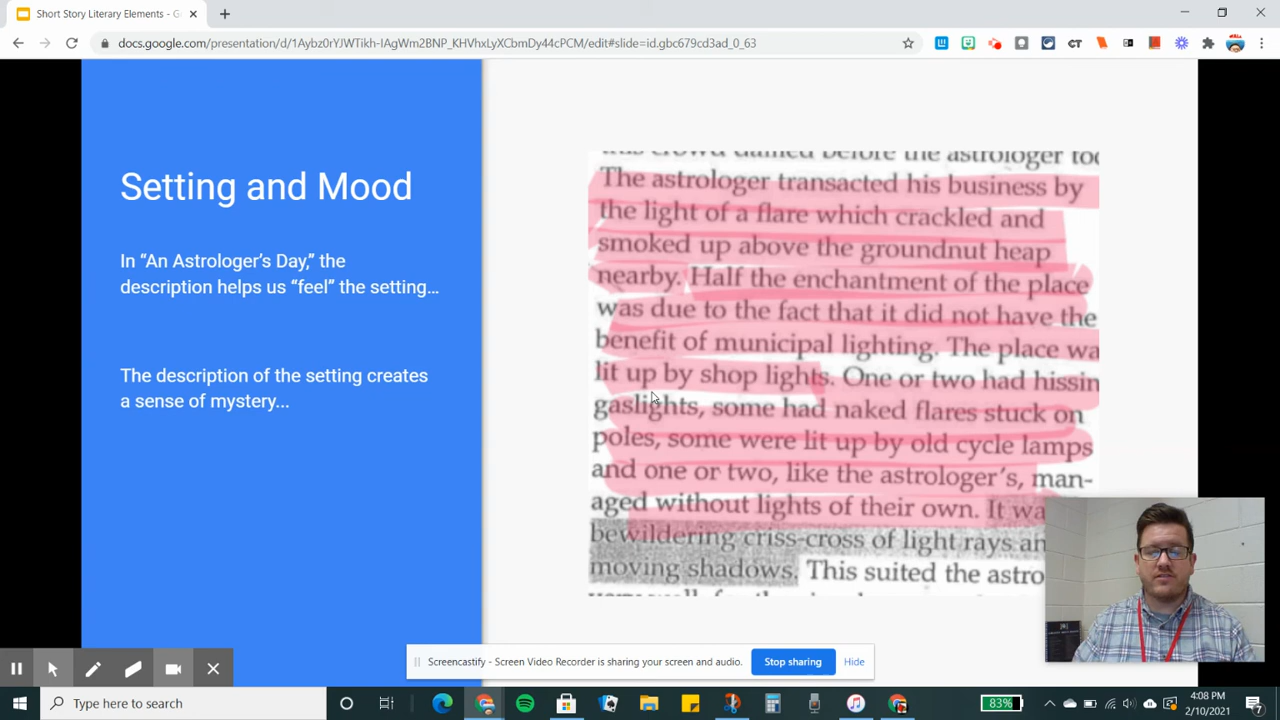 Short Story Literary Elements - G
docs.google.com/presentation/d/1Aybz0rYJWTikh-IAgWm2BNP_KHVhxLyXCbmDy44cPCM/edit#slide=id.gbc679cd3ad_0_63
Setting and Mood
In “An Astrologer’s Day,” the
description helps us “feel” the setting...
The description of the setting creates
a sense of mystery...
before the astrologer
The astrologer transacted his business by
the light of a flare which crackled and
smoked up above the groundnut heap
nearby. Half the enchantment of the place
was due to the fact that it did not have the
benefit of municipal lighting. The place wa
lit up by shop lights. One or two had hissin
gaslights, some had naked flares stuck on
poles, some were lit up by old cycle lamps
and one or two, like the astrologer’s, man-
aged without lights of their own. It wa
bewildering criss-cross of light rays an
moving shadows. This suited the astro
Screencastify - Screen Video Recorder is sharing your screen and audio.
Stop sharing
Hide
Type here to search
83%
4:08 PM
2/10/2021